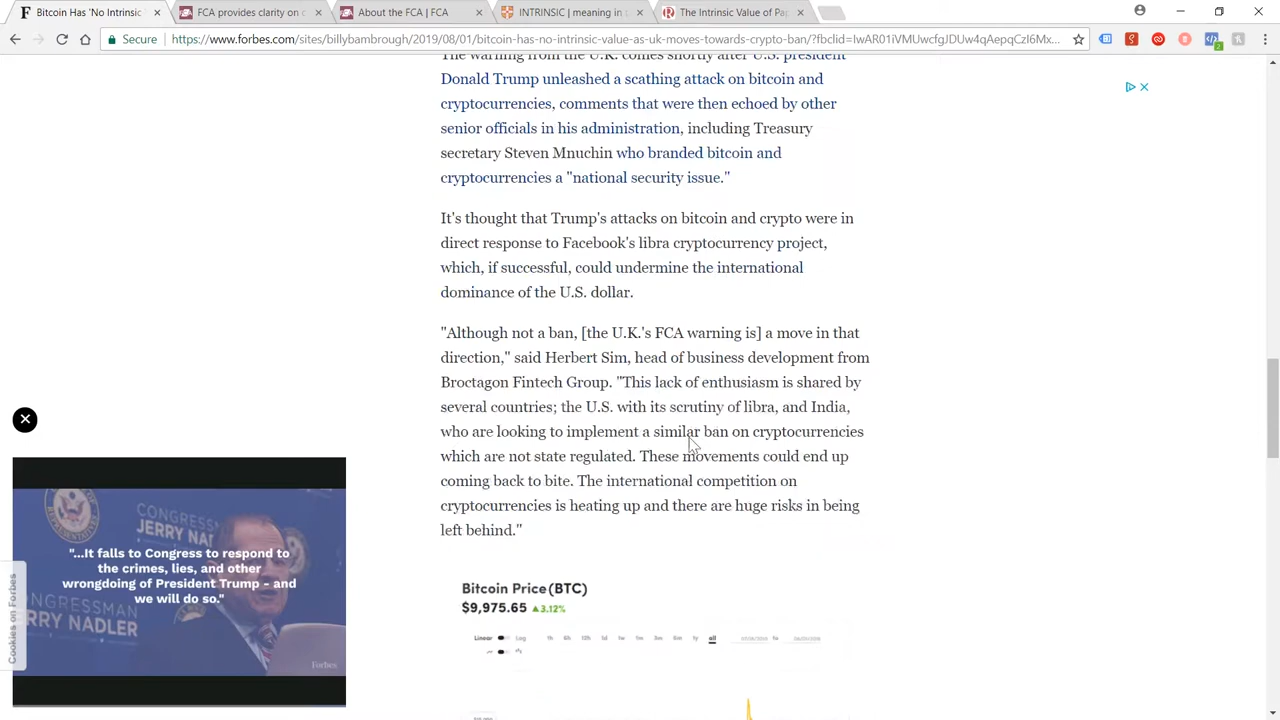 Bitcoin Has 'No Intrinsic
FCA provides clarity on c
About the FCA | FCA
INTRINSIC | meaning in t
The Intrinsic Value of Pap
Secure
https://www.forbes.com/sites/billybambrough/2019/08/01/bitcoin-has-no-intrinsic-value-as-uk-moves-towards-crypto-ban/?fbclid=IwAR01iVMUwcfgJDUw4qAepqCzI6Mx...
The warning from the U.K. comes shortly after U.S. president
Donald Trump unleashed a scathing attack on bitcoin and
cryptocurrencies, comments that were then echoed by other
senior officials in his administration, including Treasury
secretary Steven Mnuchin who branded bitcoin and
cryptocurrencies a "national security issue."
It's thought that Trump's attacks on bitcoin and crypto were in
direct response to Facebook's libra cryptocurrency project,
which, if successful, could undermine the international
dominance of the U.S. dollar.
"Although not a ban, [the U.K.'s FCA warning is] a move in that
direction," said Herbert Sim, head of business development from
Broctagon Fintech Group. "This lack of enthusiasm is shared by
several countries; the U.S. with its scrutiny of libra, and India,
who are looking to implement a similar ban on cryptocurrencies
which are not state regulated. These movements could end up
coming back to bite. The international competition on
cryptocurrencies is heating up and there are huge risks in being
left behind."
CONGRESS
JERRY NAD
"...It falls to Congress to respond to
the crimes, lies, and other
wrongdoing of President Trump - and
we will do so."
NGRESSMAN
RRY NADLER
Forbes
Cookies on Forbes
Bitcoin Price (BTC)
$9,975.65 ▲3.12%
Linear Log 1h 6h 12h 1d 1w 1m 3m 6m 1y all